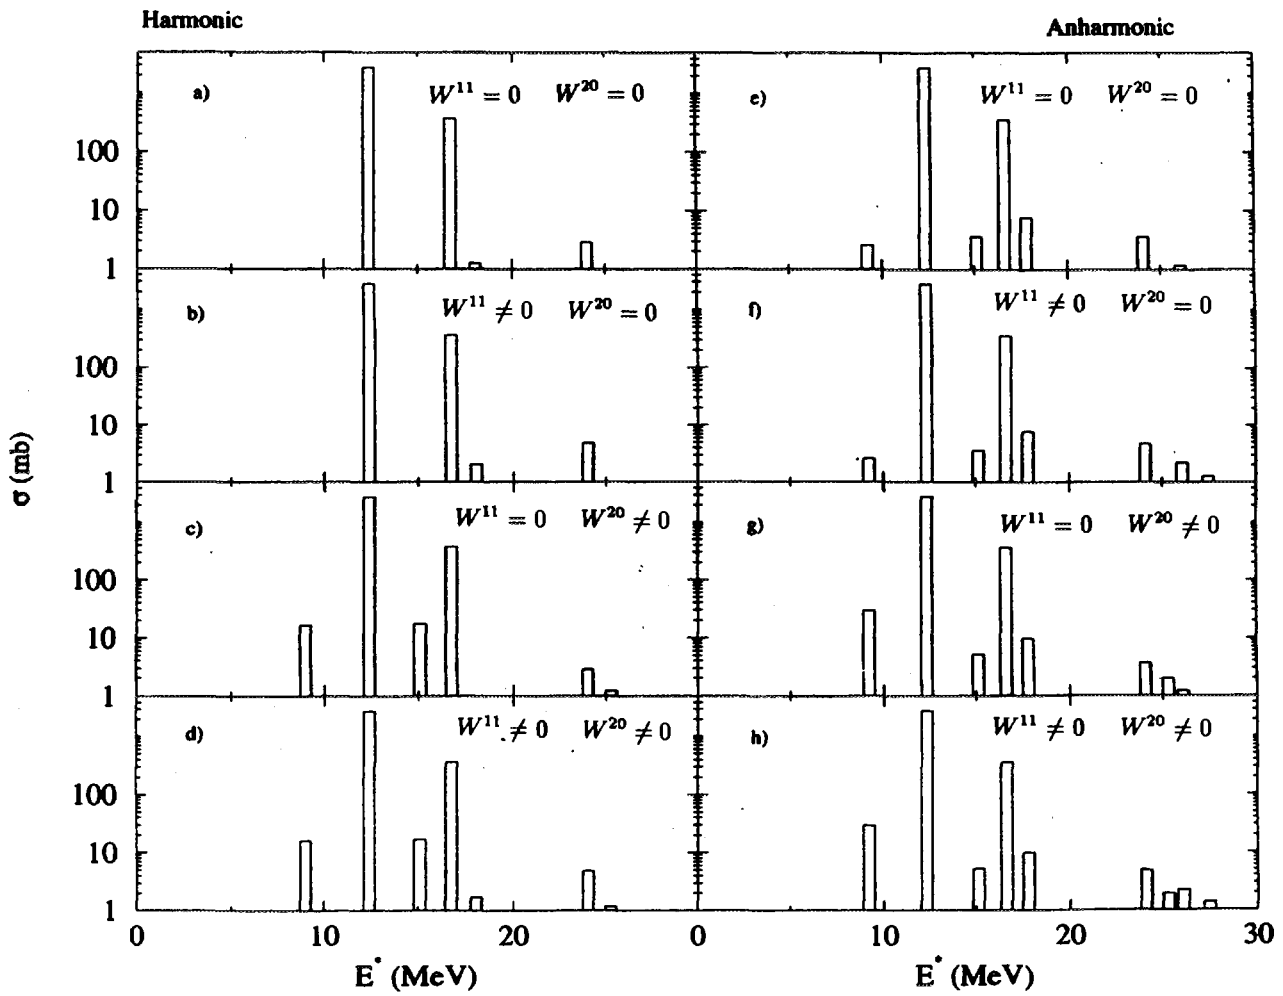 Harmonic
Anharmonic
a) W¹¹ = 0 W²⁰ = 0
e) W¹¹ = 0 W²⁰ = 0
100
10
1
b) W¹¹ ≠ 0 W²⁰ = 0
f) W¹¹ ≠ 0 W²⁰ = 0
100
10
1
σ (mb)
c) W¹¹ = 0 W²⁰ ≠ 0
g) W¹¹ = 0 W²⁰ ≠ 0
100
10
1
d) W¹¹ ≠ 0 W²⁰ ≠ 0
h) W¹¹ ≠ 0 W²⁰ ≠ 0
100
10
1
0 10 20 0 10 20 30
E* (MeV) E* (MeV)